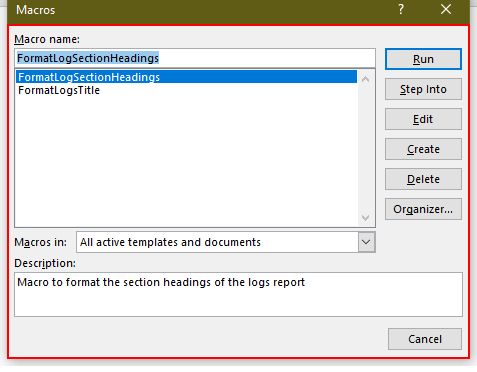 Macros
?
Macro name:
FormatLogSectionHeadings
Run
FormatLogSectionHeadings
FormatLogsTitle
Step Into
Edit
Create
Delete
Organizer...
Macros in:
All active templates and documents
Description:
Macro to format the section headings of the logs report
Cancel